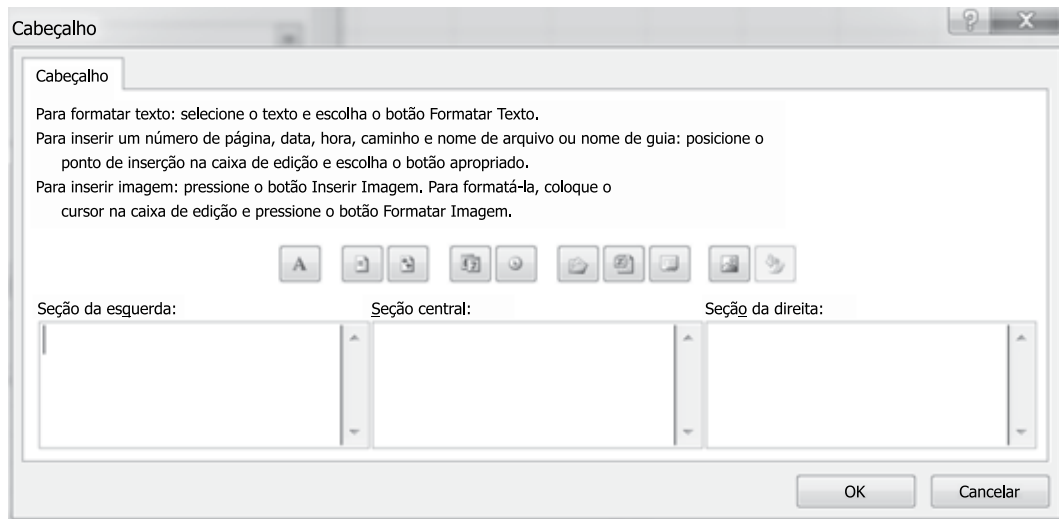 Cabeçalho
Cabeçalho
Para formatar texto: selecione o texto e escolha o botão Formatar Texto.
Para inserir um número de página, data, hora, caminho e nome de arquivo ou nome de guia: posicione o
ponto de inserção na caixa de edição e escolha o botão apropriado.
Para inserir imagem: pressione o botão Inserir Imagem. Para formatá-la, coloque o
cursor na caixa de edição e pressione o botão Formatar Imagem.
A
Seção da esquerda:
Seção central:
Seção da direita:
OK
Cancelar